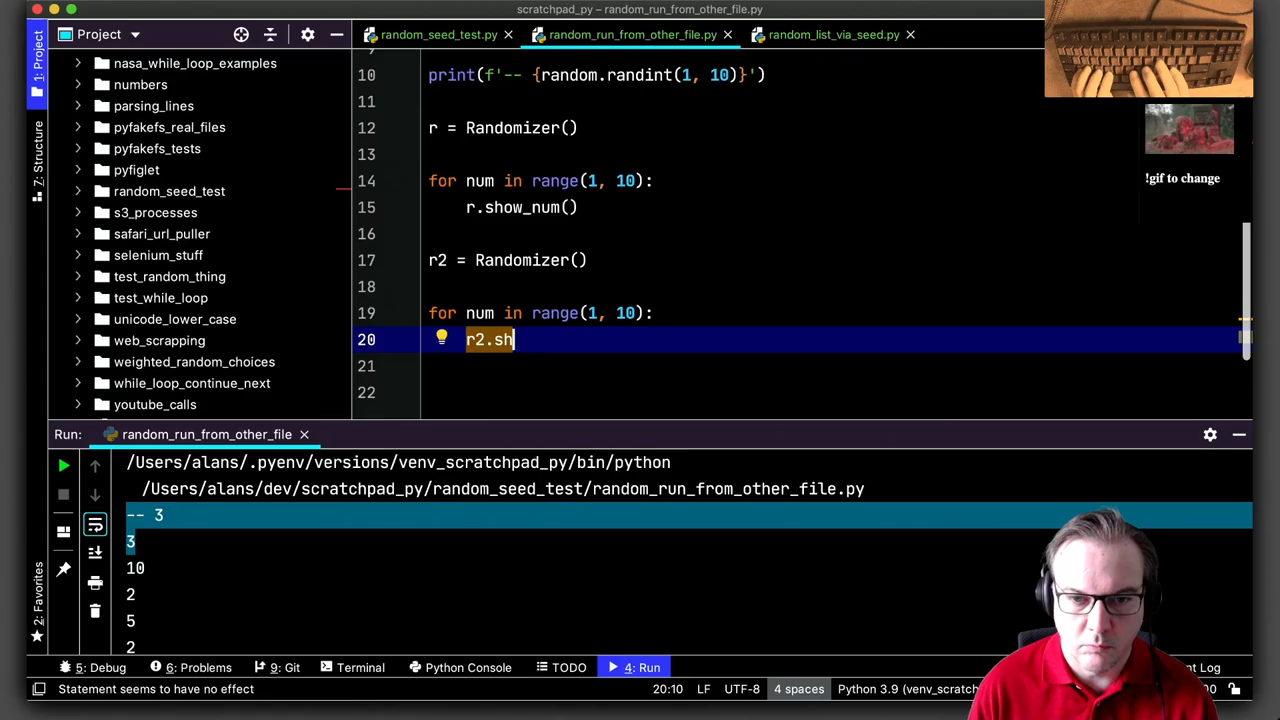 scratchpad_py – random_run_from_other_file.py
1: Project
7: Structure
2: Favorites
Project
random_seed_test.py
random_run_from_other_file.py
random_list_via_seed.py
nasa_while_loop_examples
numbers
parsing_lines
pyfakefs_real_files
pyfakefs_tests
pyfiglet
random_seed_test
s3_processes
safari_url_puller
selenium_stuff
test_random_thing
test_while_loop
unicode_lower_case
web_scrapping
weighted_random_choices
while_loop_continue_next
youtube_calls
10 print(f'-- {random.randint(1, 10)}')
11
12 r = Randomizer()
13
14 for num in range(1, 10):
15 r.show_num()
16
17 r2 = Randomizer()
18
19 for num in range(1, 10):
20 r2.sh
21
22
!gif to change
Run: random_run_from_other_file
/Users/alans/.pyenv/versions/venv_scratchpad_py/bin/python
/Users/alans/dev/scratchpad_py/random_seed_test/random_run_from_other_file.py
-- 3
3
10
2
5
2
5: Debug 6: Problems 9: Git Terminal Python Console TODO 4: Run nt Log
Statement seems to have no effect 20:10 LF UTF-8 4 spaces Python 3.9 (venv_scratch